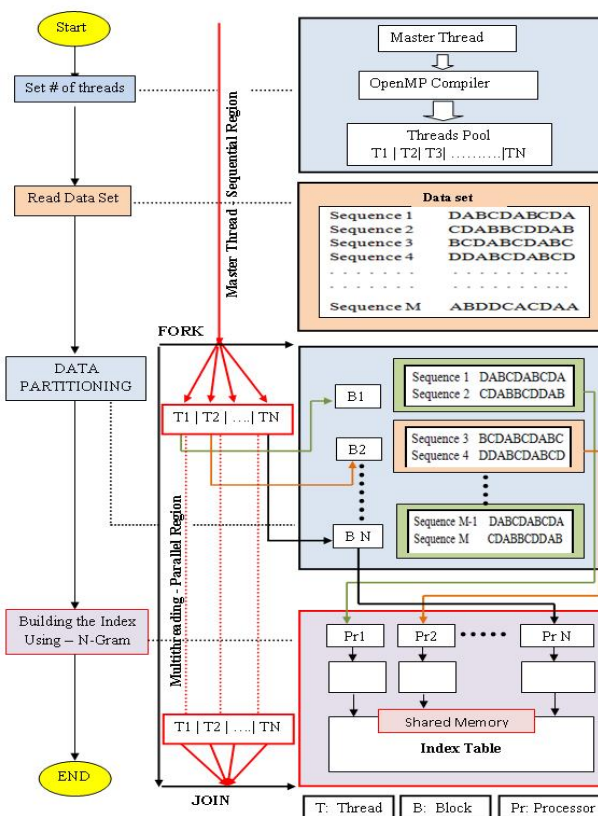 Start
Set # of threads
Read Data Set
DATA
PARTITIONING
Building the Index
Using – N-Gram
END
Master Thread - Sequential Region
FORK
T1 | T2 | ....| TN
Multithreading - Parallel Region
T1 | T2 | ....| TN
JOIN
Master Thread
OpenMP Compiler
Threads Pool
T1 | T2| T3| ……….|TN
Data set
Sequence 1 DABCDABCDA
Sequence 2 CDABBCDDAB
Sequence 3 BCDABCDABC
Sequence 4 DDABCDABCD
. . . . . . . . . . . . . . . . .
. . . . . . . . . . . . . . . . .
Sequence M ABDDCACDAA
B1
Sequence 1 DABCDABCDA
Sequence 2 CDABBCDDAB
B2
Sequence 3 BCDABCDABC
Sequence 4 DDABCDABCD
B N
Sequence M-1 DABCDABCDA
Sequence M CDABBCDDAB
Pr1 Pr2 Pr N
Shared Memory
Index Table
T: Thread B: Block Pr: Processor